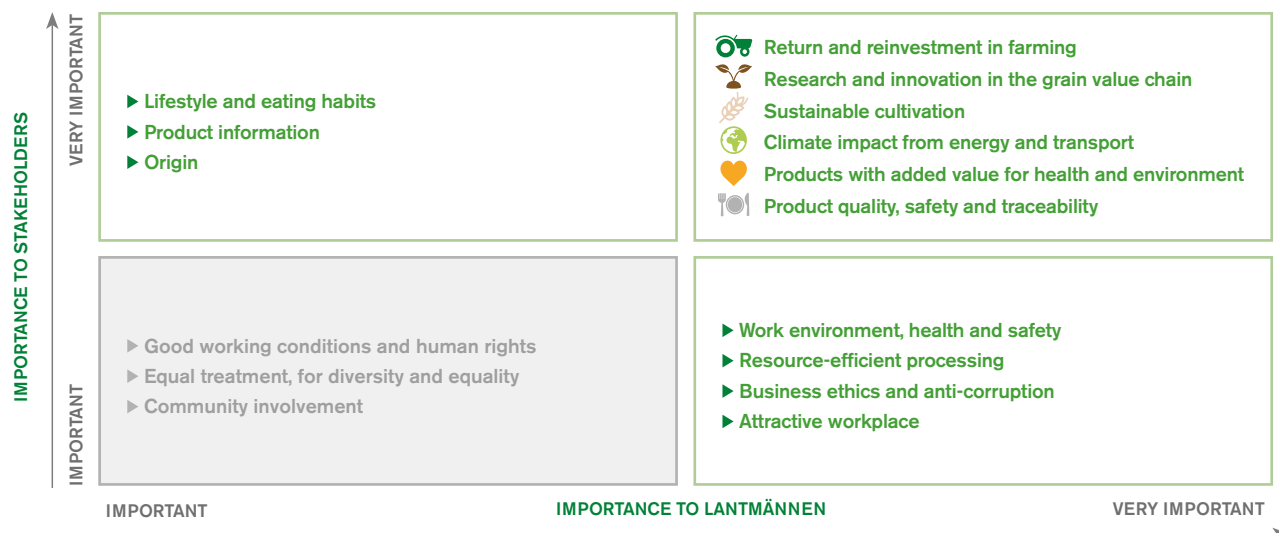 IMPORTANCE TO STAKEHOLDERS
VERY IMPORTANT
IMPORTANT
Lifestyle and eating habits
Product information
Origin
Return and reinvestment in farming
Research and innovation in the grain value chain
Sustainable cultivation
Climate impact from energy and transport
Products with added value for health and environment
Product quality, safety and traceability
Good working conditions and human rights
Equal treatment, for diversity and equality
Community involvement
Work environment, health and safety
Resource-efficient processing
Business ethics and anti-corruption
Attractive workplace
IMPORTANT
IMPORTANCE TO LANTMÄNNEN
VERY IMPORTANT